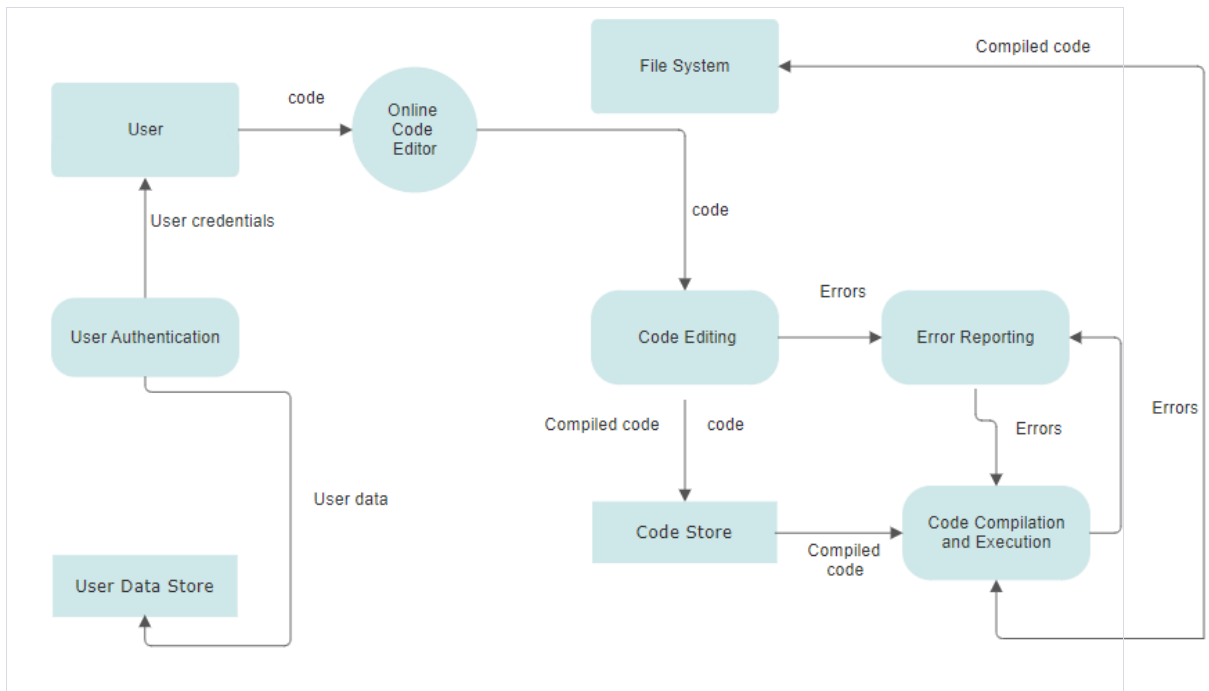 Compiled code
File System
code
Online
Code
Editor
User
code
User credentials
Errors
User Authentication
Code Editing
Error Reporting
Errors
Compiled code
code
Errors
User data
Code Store
Code Compilation
and Execution
Compiled
code
User Data Store